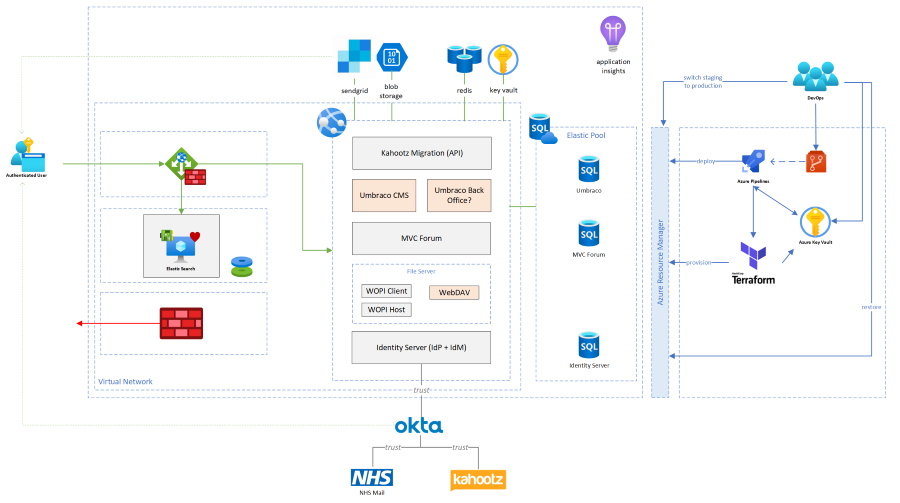 application
insights
sendgrid
blob
storage
10
01
redis
key vault
switch staging
to production
DevOps
SQL
Elastic Pool
Kahootz Migration (API)
Authenticated User
Umbraco CMS
Umbraco Back
Office?
SQL
Umbraco
deploy
Azure Pipelines
MVC Forum
SQL
MVC Forum
Azure Key Vault
Elastic Search
File Server
WOPI Client
WebDAV
WOPI Host
Azure Resource Manager
provision
HashiCorp
Terraform
restore
Identity Server (IdP + IdM)
SQL
Identity Server
Virtual Network
trust
okta
trust
trust
NHS
NHS Mail
kahootz